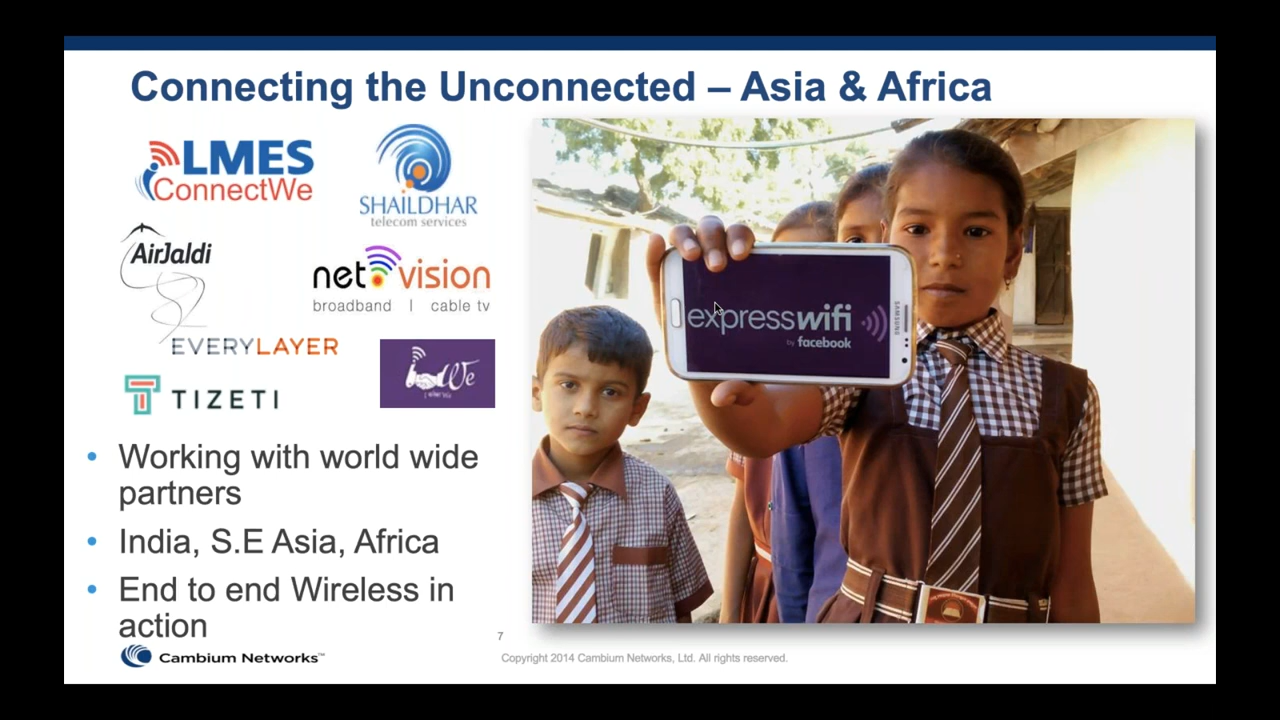 Connecting the Unconnected – Asia & Africa
LMES
ConnectWe
SHAILDHAR
telecom services
AirJaldi
net vision
broadband | cable tv
EVERYLAYER
We
TIZETI
expresswifi
by facebook
SAMSUNG
• Working with world wide
partners
• India, S.E Asia, Africa
• End to end Wireless in
action
7
Cambium Networks™
Copyright 2014 Cambium Networks, Ltd. All rights reserved.